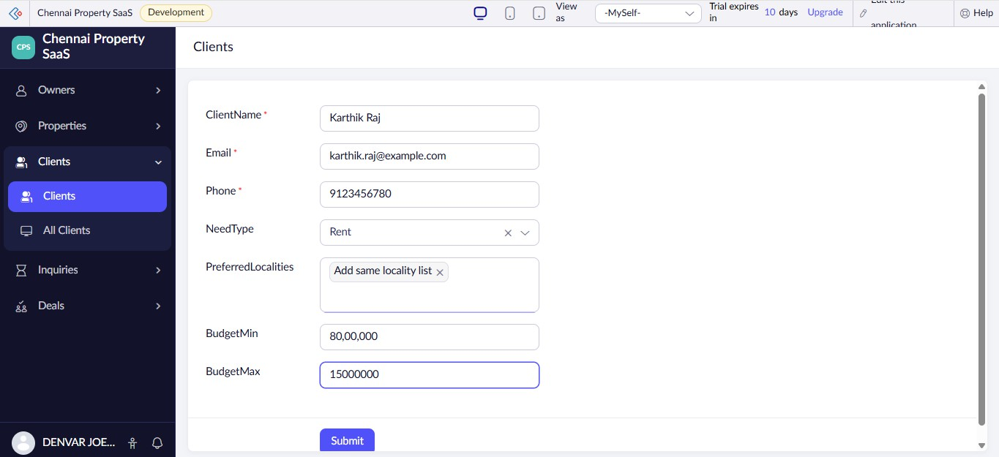 Chennai Property SaaS
Development
View as
-MySelf-
Trial expires in
10 days
Upgrade
Edit this application
Help
CPS
Chennai Property SaaS
Clients
Owners
Properties
Clients
Clients
All Clients
Inquiries
Deals
ClientName *
Karthik Raj
Email *
karthik.raj@example.com
Phone *
9123456780
NeedType
Rent
PreferredLocalities
Add same locality list
BudgetMin
80,00,000
BudgetMax
15000000
Submit
DENVAR JOE...